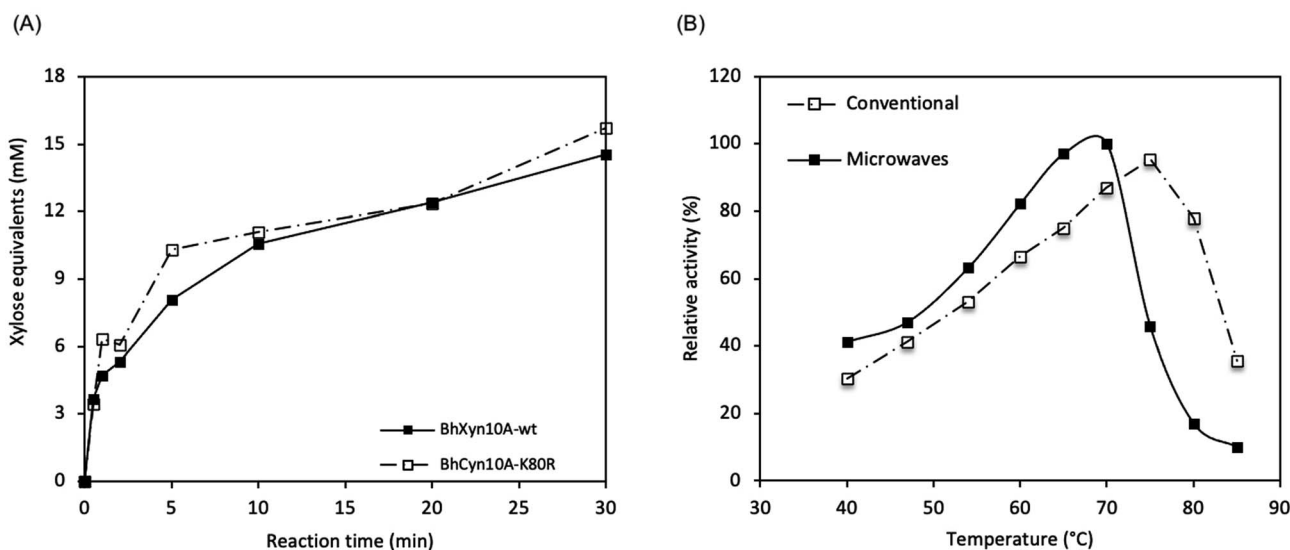 (A)
Xylose equivalents (mM)
18
15
12
9
6
3
0
BhXyn10A-wt
BhCyn10A-K80R
0 5 10 15 20 25 30
Reaction time (min)
(B)
Relative activity (%)
120
100
80
60
40
20
0
Conventional
Microwaves
30 40 50 60 70 80 90
Temperature (°C)